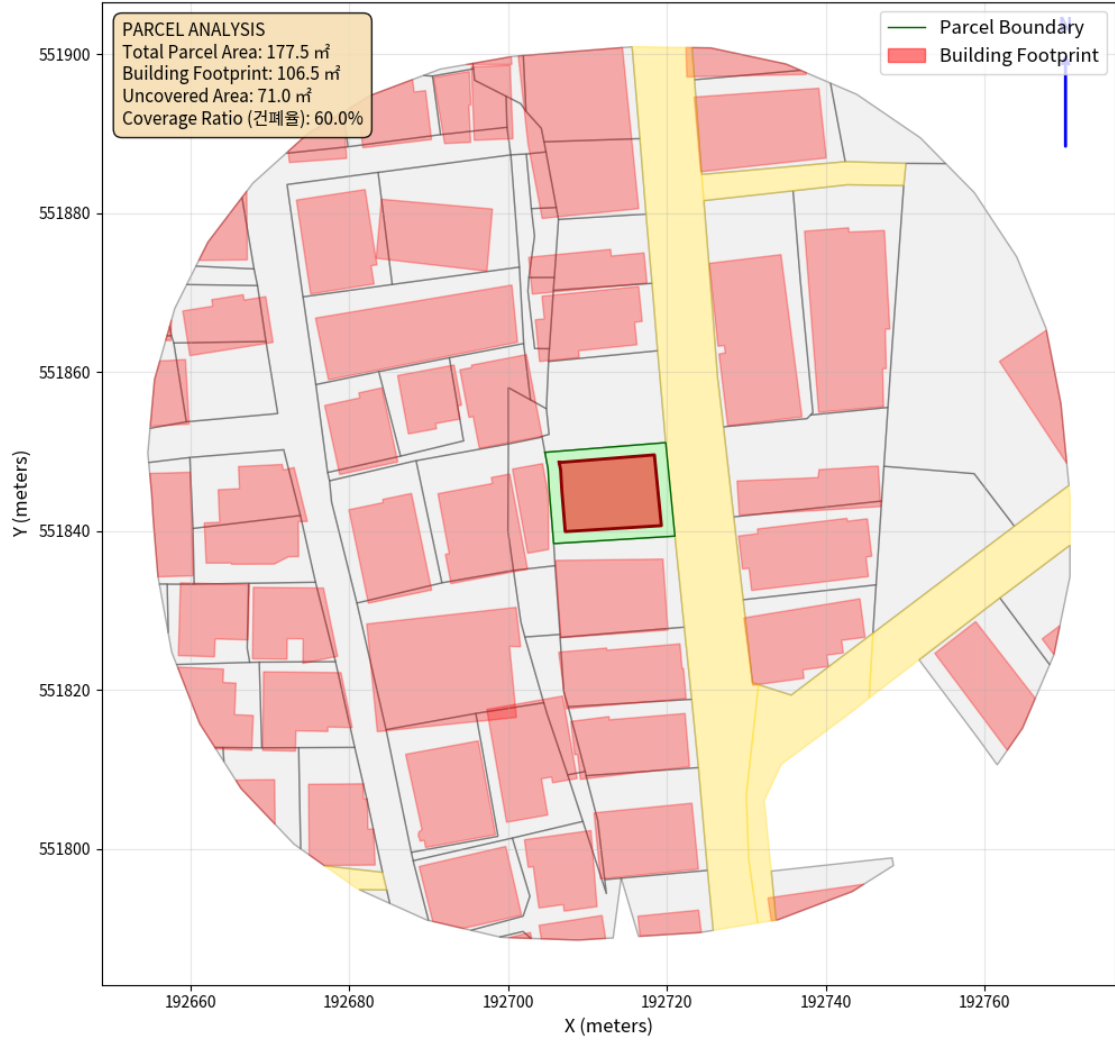 PARCEL ANALYSIS
Total Parcel Area: 177.5 ㎡
Building Footprint: 106.5 ㎡
Uncovered Area: 71.0 ㎡
Coverage Ratio (건폐율): 60.0%
Parcel Boundary
Building Footprint
N
551900
551880
551860
551840
551820
551800
Y (meters)
192660
192680
192700
192720
192740
192760
X (meters)